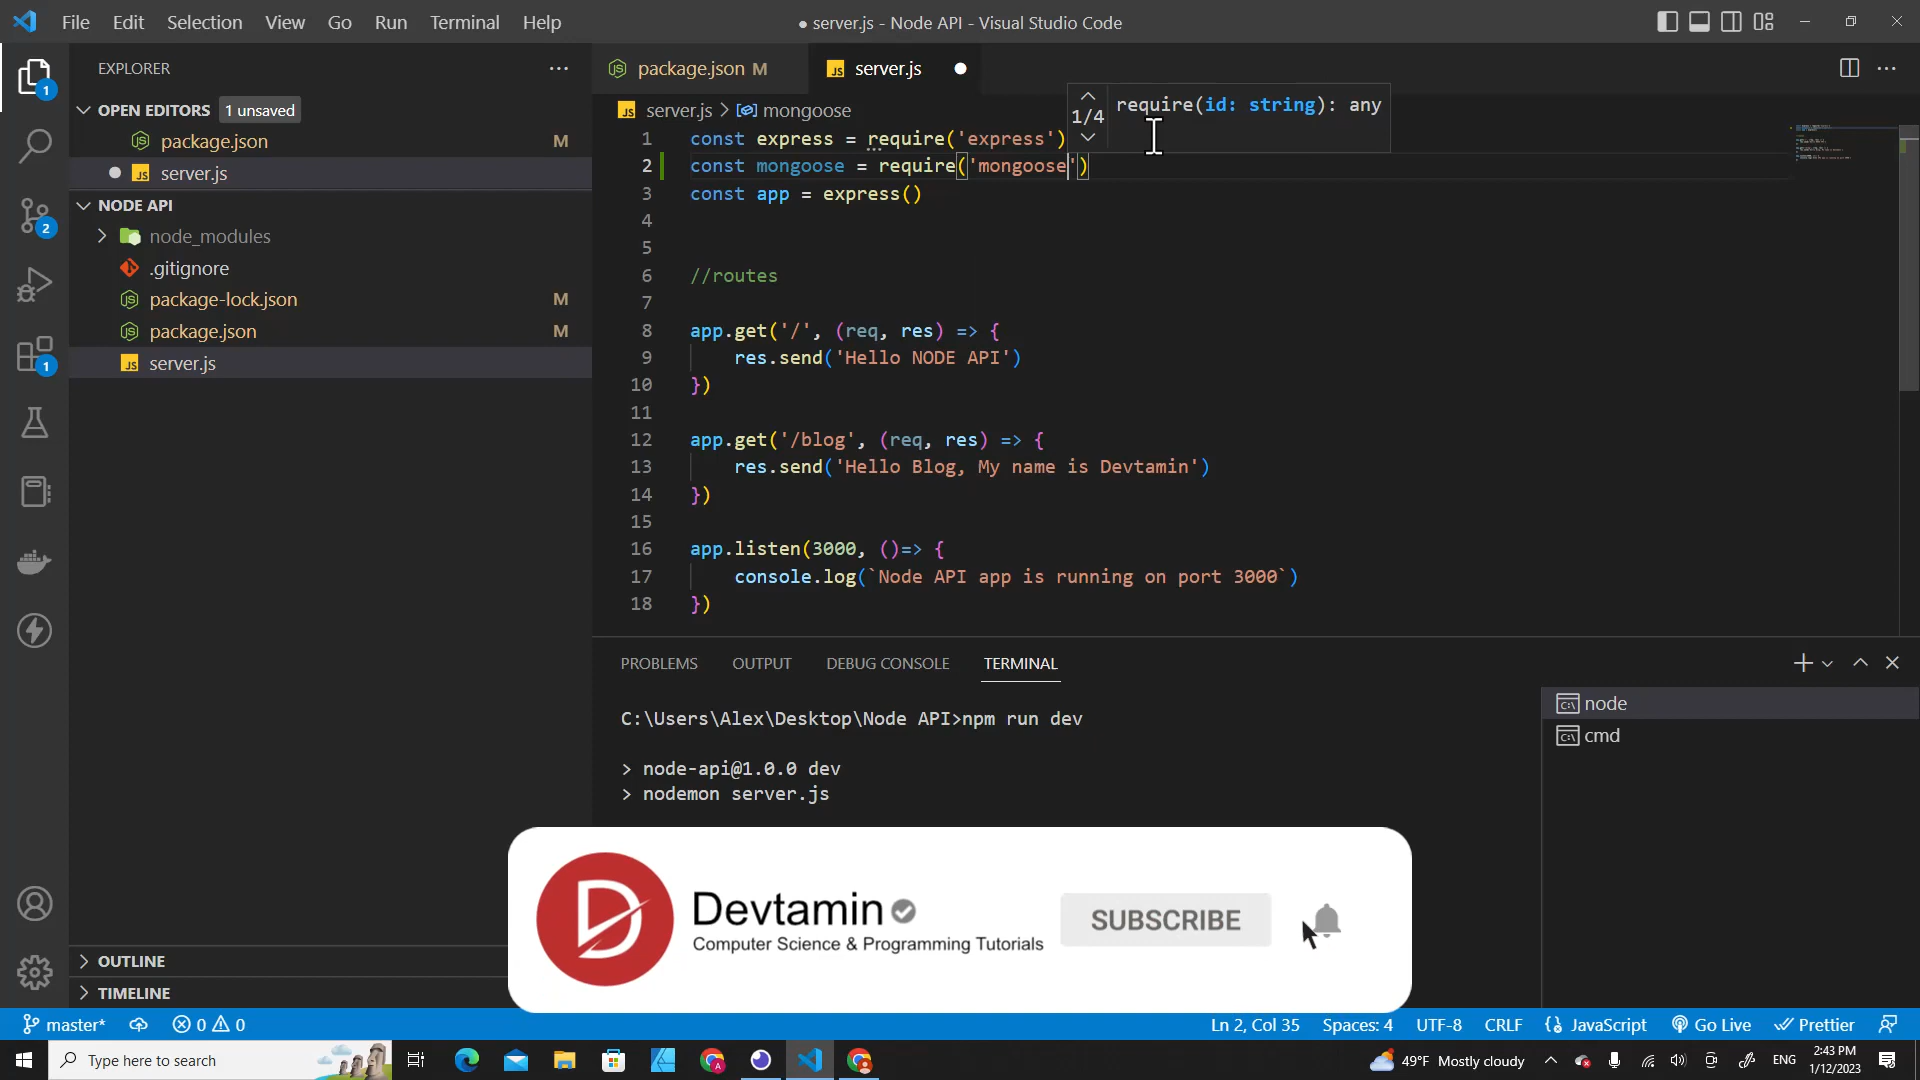 File Edit Selection View Go Run Terminal Help
● server.js - Node API - Visual Studio Code
EXPLORER
OPEN EDITORS 1 unsaved
package.json M
server.js
NODE API
node_modules
.gitignore
package-lock.json M
package.json M
server.js
OUTLINE
TIMELINE
1
2
1
package.json M
server.js
server.js > mongoose
1/4 require(id: string): any
1 const express = require('express')
2 const mongoose = require('mongoose')
3 const app = express()
4
5
6 //routes
7
8 app.get('/', (req, res) => {
9 res.send('Hello NODE API')
10 })
11
12 app.get('/blog', (req, res) => {
13 res.send('Hello Blog, My name is Devtamin')
14 })
15
16 app.listen(3000, ()=> {
17 console.log(`Node API app is running on port 3000`)
18 })
PROBLEMS OUTPUT DEBUG CONSOLE TERMINAL
C:\Users\Alex\Desktop\Node API>npm run dev
> node-api@1.0.0 dev
> nodemon server.js
node
cmd
Devtamin
Computer Science & Programming Tutorials
SUBSCRIBE
master* 0 0
Ln 2, Col 35 Spaces: 4 UTF-8 CRLF JavaScript Go Live Prettier
Type here to search
49°F Mostly cloudy
ENG
2:43 PM
1/12/2023